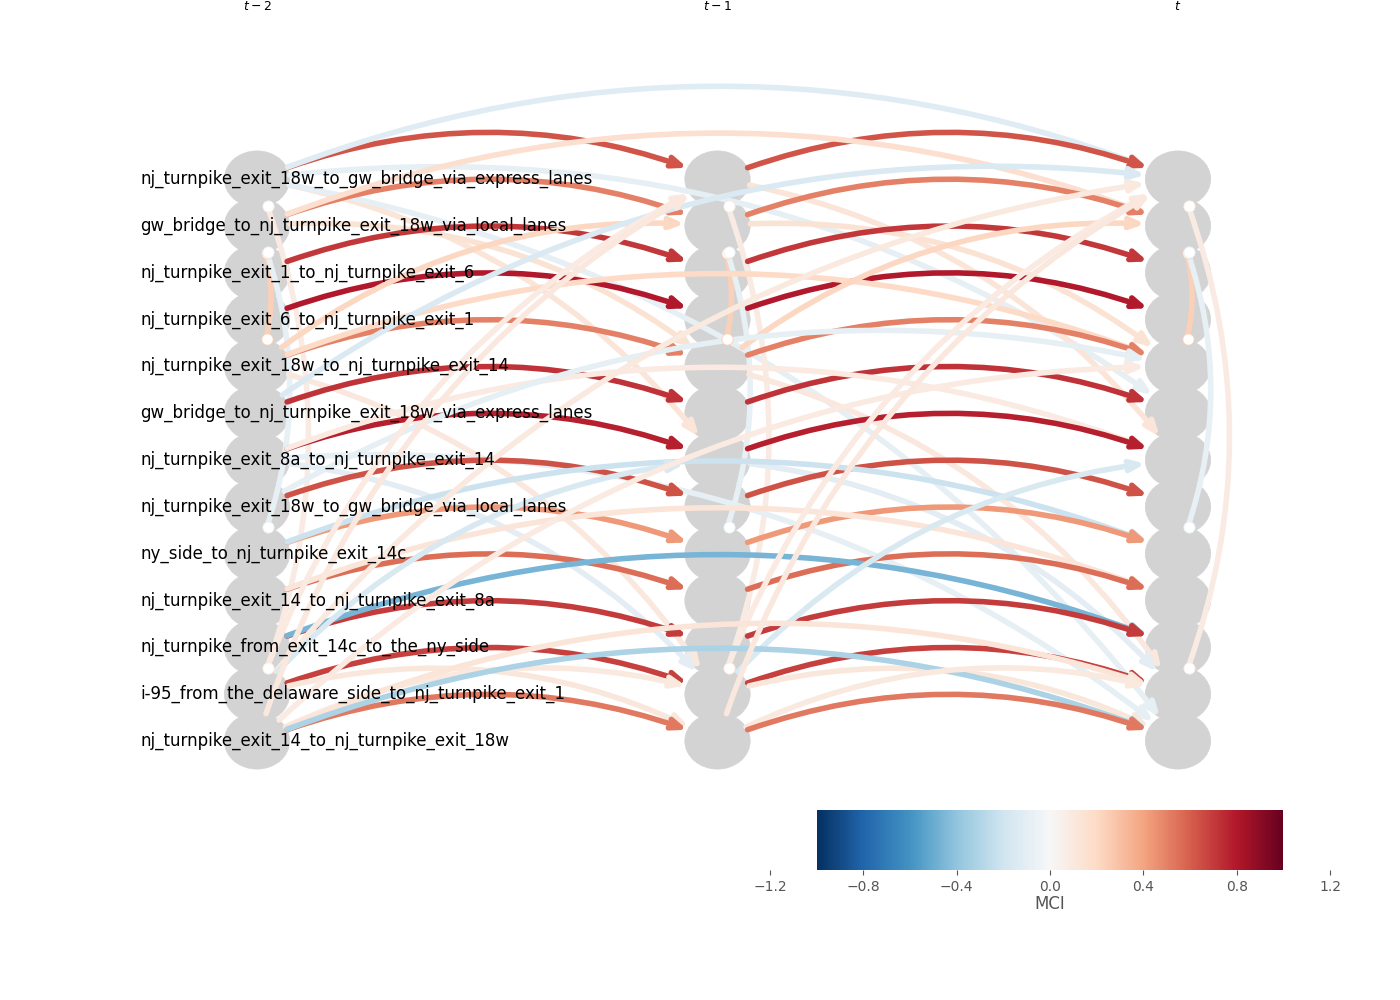 t − 2 t − 1 t
nj_turnpike_exit_18w_to_gw_bridge_via_express_lanes
gw_bridge_to_nj_turnpike_exit_18w_via_local_lanes
nj_turnpike_exit_1_to_nj_turnpike_exit_6
nj_turnpike_exit_6_to_nj_turnpike_exit_1
nj_turnpike_exit_18w_to_nj_turnpike_exit_14
gw_bridge_to_nj_turnpike_exit_18w_via_express_lanes
nj_turnpike_exit_8a_to_nj_turnpike_exit_14
nj_turnpike_exit_18w_to_gw_bridge_via_local_lanes
ny_side_to_nj_turnpike_exit_14c
nj_turnpike_exit_14_to_nj_turnpike_exit_8a
nj_turnpike_from_exit_14c_to_the_ny_side
i-95_from_the_delaware_side_to_nj_turnpike_exit_1
nj_turnpike_exit_14_to_nj_turnpike_exit_18w
−1.2 −0.8 −0.4 0.0 0.4 0.8 1.2
MCI